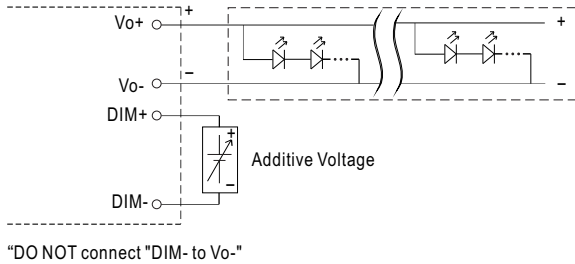 Vo+
+
+
Vo-
−
−
DIM+
+
Additive Voltage
−
DIM-
“DO NOT connect "DIM- to Vo-"